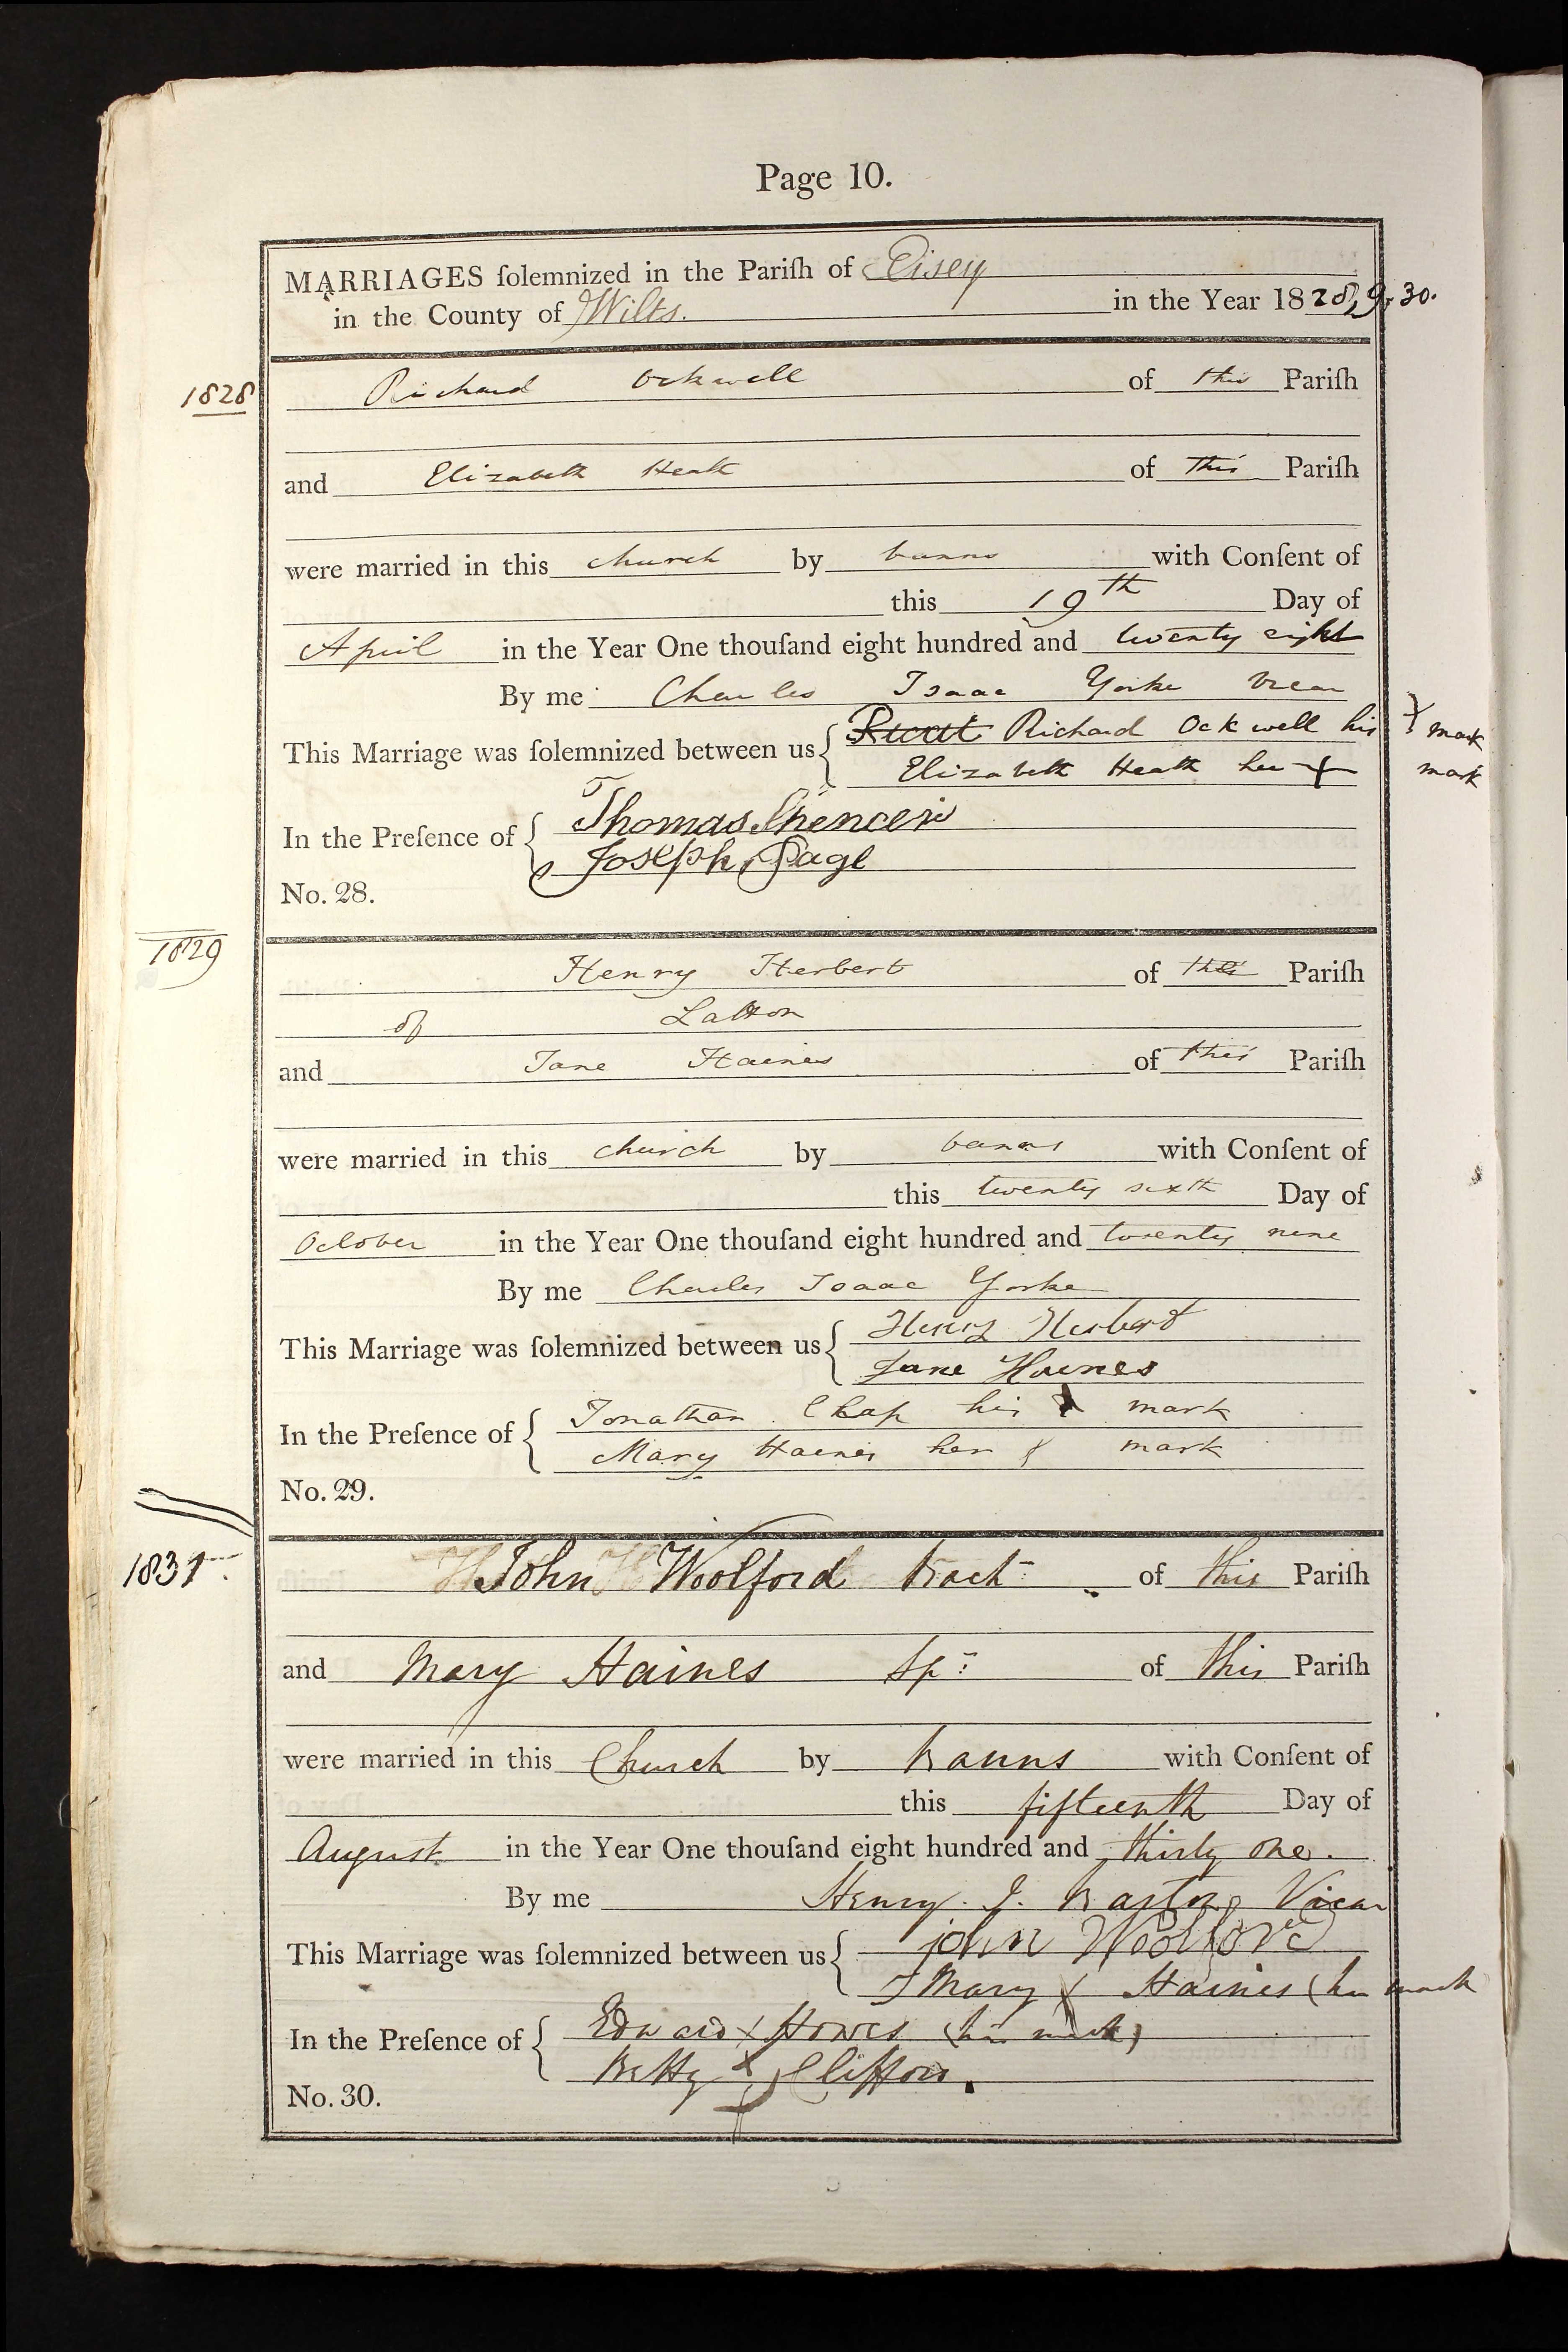 Page 10.
MARRIAGES ſolemnized in the Pariſh of Eisey
in the County of Wilts. in the Year 1828, 9, 30.
1828
Richard Ockwell of this Pariſh
and Elizabeth Heath of this Pariſh
were married in this church by banns with Conſent of
this 19th Day of
April in the Year One thouſand eight hundred and twenty eight
By me Charles Isaac Yorke Vicar
This Marriage was ſolemnized between us Richard Ockwell his X mark
Elizabeth Heath her X mark
In the Preſence of Thomas Spencer
Joseph Page
No. 28.
1829
Henry Herbert of this Pariſh
of Latton
and Jane Haines of this Pariſh
were married in this church by banns with Conſent of
this twenty sixth Day of
October in the Year One thouſand eight hundred and twenty nine
By me Charles Isaac Yorke
This Marriage was ſolemnized between us Henry Herbert
Jane Haines
In the Preſence of Jonathan Chap his X mark
Mary Haines her X mark
No. 29.
1831
John Woolford Bach: of this Pariſh
and Mary Haines Sp: of this Pariſh
were married in this Church by Banns with Conſent of
this fifteenth Day of
August in the Year One thouſand eight hundred and thirty one.
By me Henry J. Barton Vicar
This Marriage was ſolemnized between us john Woolford
Mary X Haines (her mark
In the Preſence of Edward X Howes (his mark)
Betty X Clifton.
No. 30.